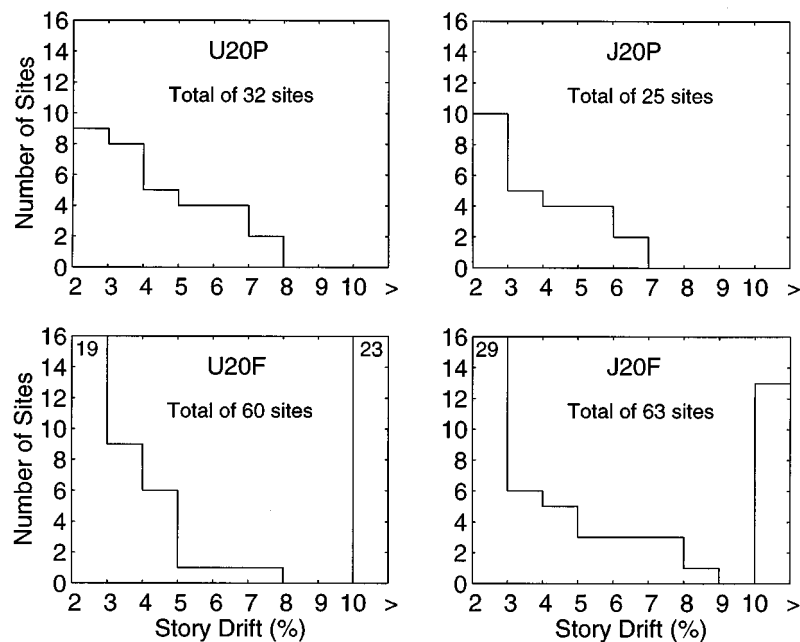 16
14
12
10
8
6
4
2
0
Number of Sites
U20P
Total of 32 sites
2 3 4 5 6 7 8 9 10 >
16
14
12
10
8
6
4
2
0
J20P
Total of 25 sites
2 3 4 5 6 7 8 9 10 >
16
14
12
10
8
6
4
2
0
Number of Sites
19
U20F
23
Total of 60 sites
2 3 4 5 6 7 8 9 10 >
Story Drift (%)
16
14
12
10
8
6
4
2
0
29
J20F
Total of 63 sites
2 3 4 5 6 7 8 9 10 >
Story Drift (%)